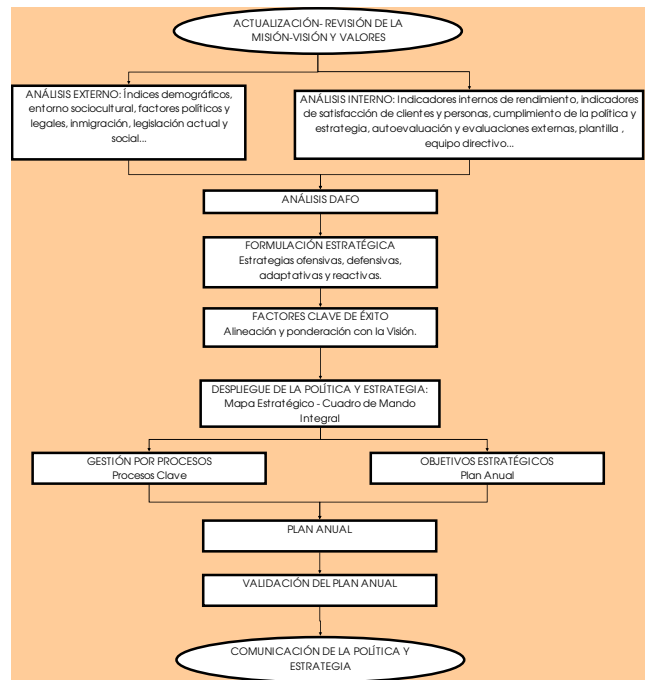 ACTUALIZACIÓN- REVISIÓN DE LA
MISIÓN-VISIÓN Y VALORES
ANÁLISIS EXTERNO: Índices demográficos,
entorno sociocultural, factores políticos y
legales, inmigración, legislación actual y
social...
ANÁLISIS INTERNO: Indicadores internos de rendimiento, indicadores
de satisfacción de clientes y personas, cumplimiento de la política y
estrategia, autoevaluación y evaluaciones externas, plantilla ,
equipo directivo...
ANÁLISIS DAFO
FORMULACIÓN ESTRATÉGICA
Estrategias ofensivas, defensivas,
adaptativas y reactivas.
FACTORES CLAVE DE ÉXITO
Alineación y ponderación con la Visión.
DESPLIEGUE DE LA POLÍTICA Y ESTRATEGIA:
Mapa Estratégico - Cuadro de Mando
Integral
GESTIÓN POR PROCESOS
Procesos Clave
OBJETIVOS ESTRATÉGICOS
Plan Anual
PLAN ANUAL
VALIDACIÓN DEL PLAN ANUAL
COMUNICACIÓN DE LA POLÍTICA Y
ESTRATEGIA